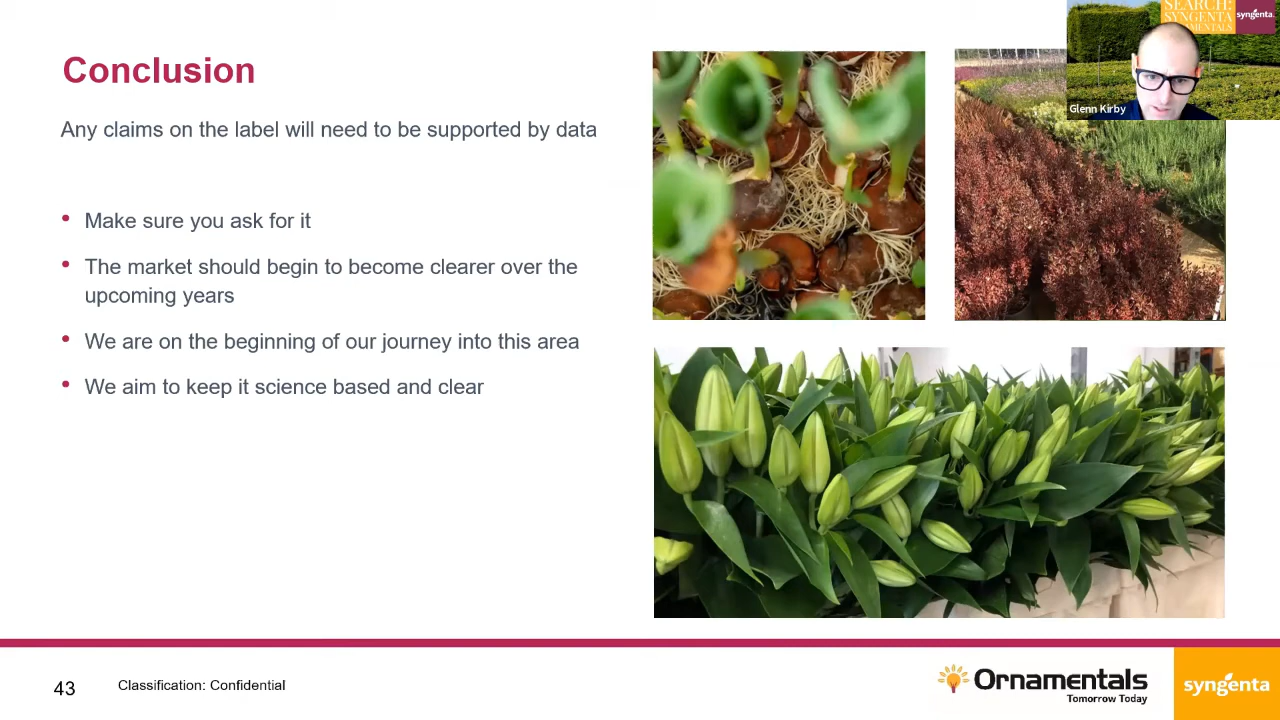 Conclusion
Any claims on the label will need to be supported by data
• Make sure you ask for it
• The market should begin to become clearer over the
upcoming years
• We are on the beginning of our journey into this area
• We aim to keep it science based and clear
SEARCH:
SYNGENTA
syngenta
Glenn Kirby
43
Classification: Confidential
Ornamentals
Tomorrow Today
syngenta